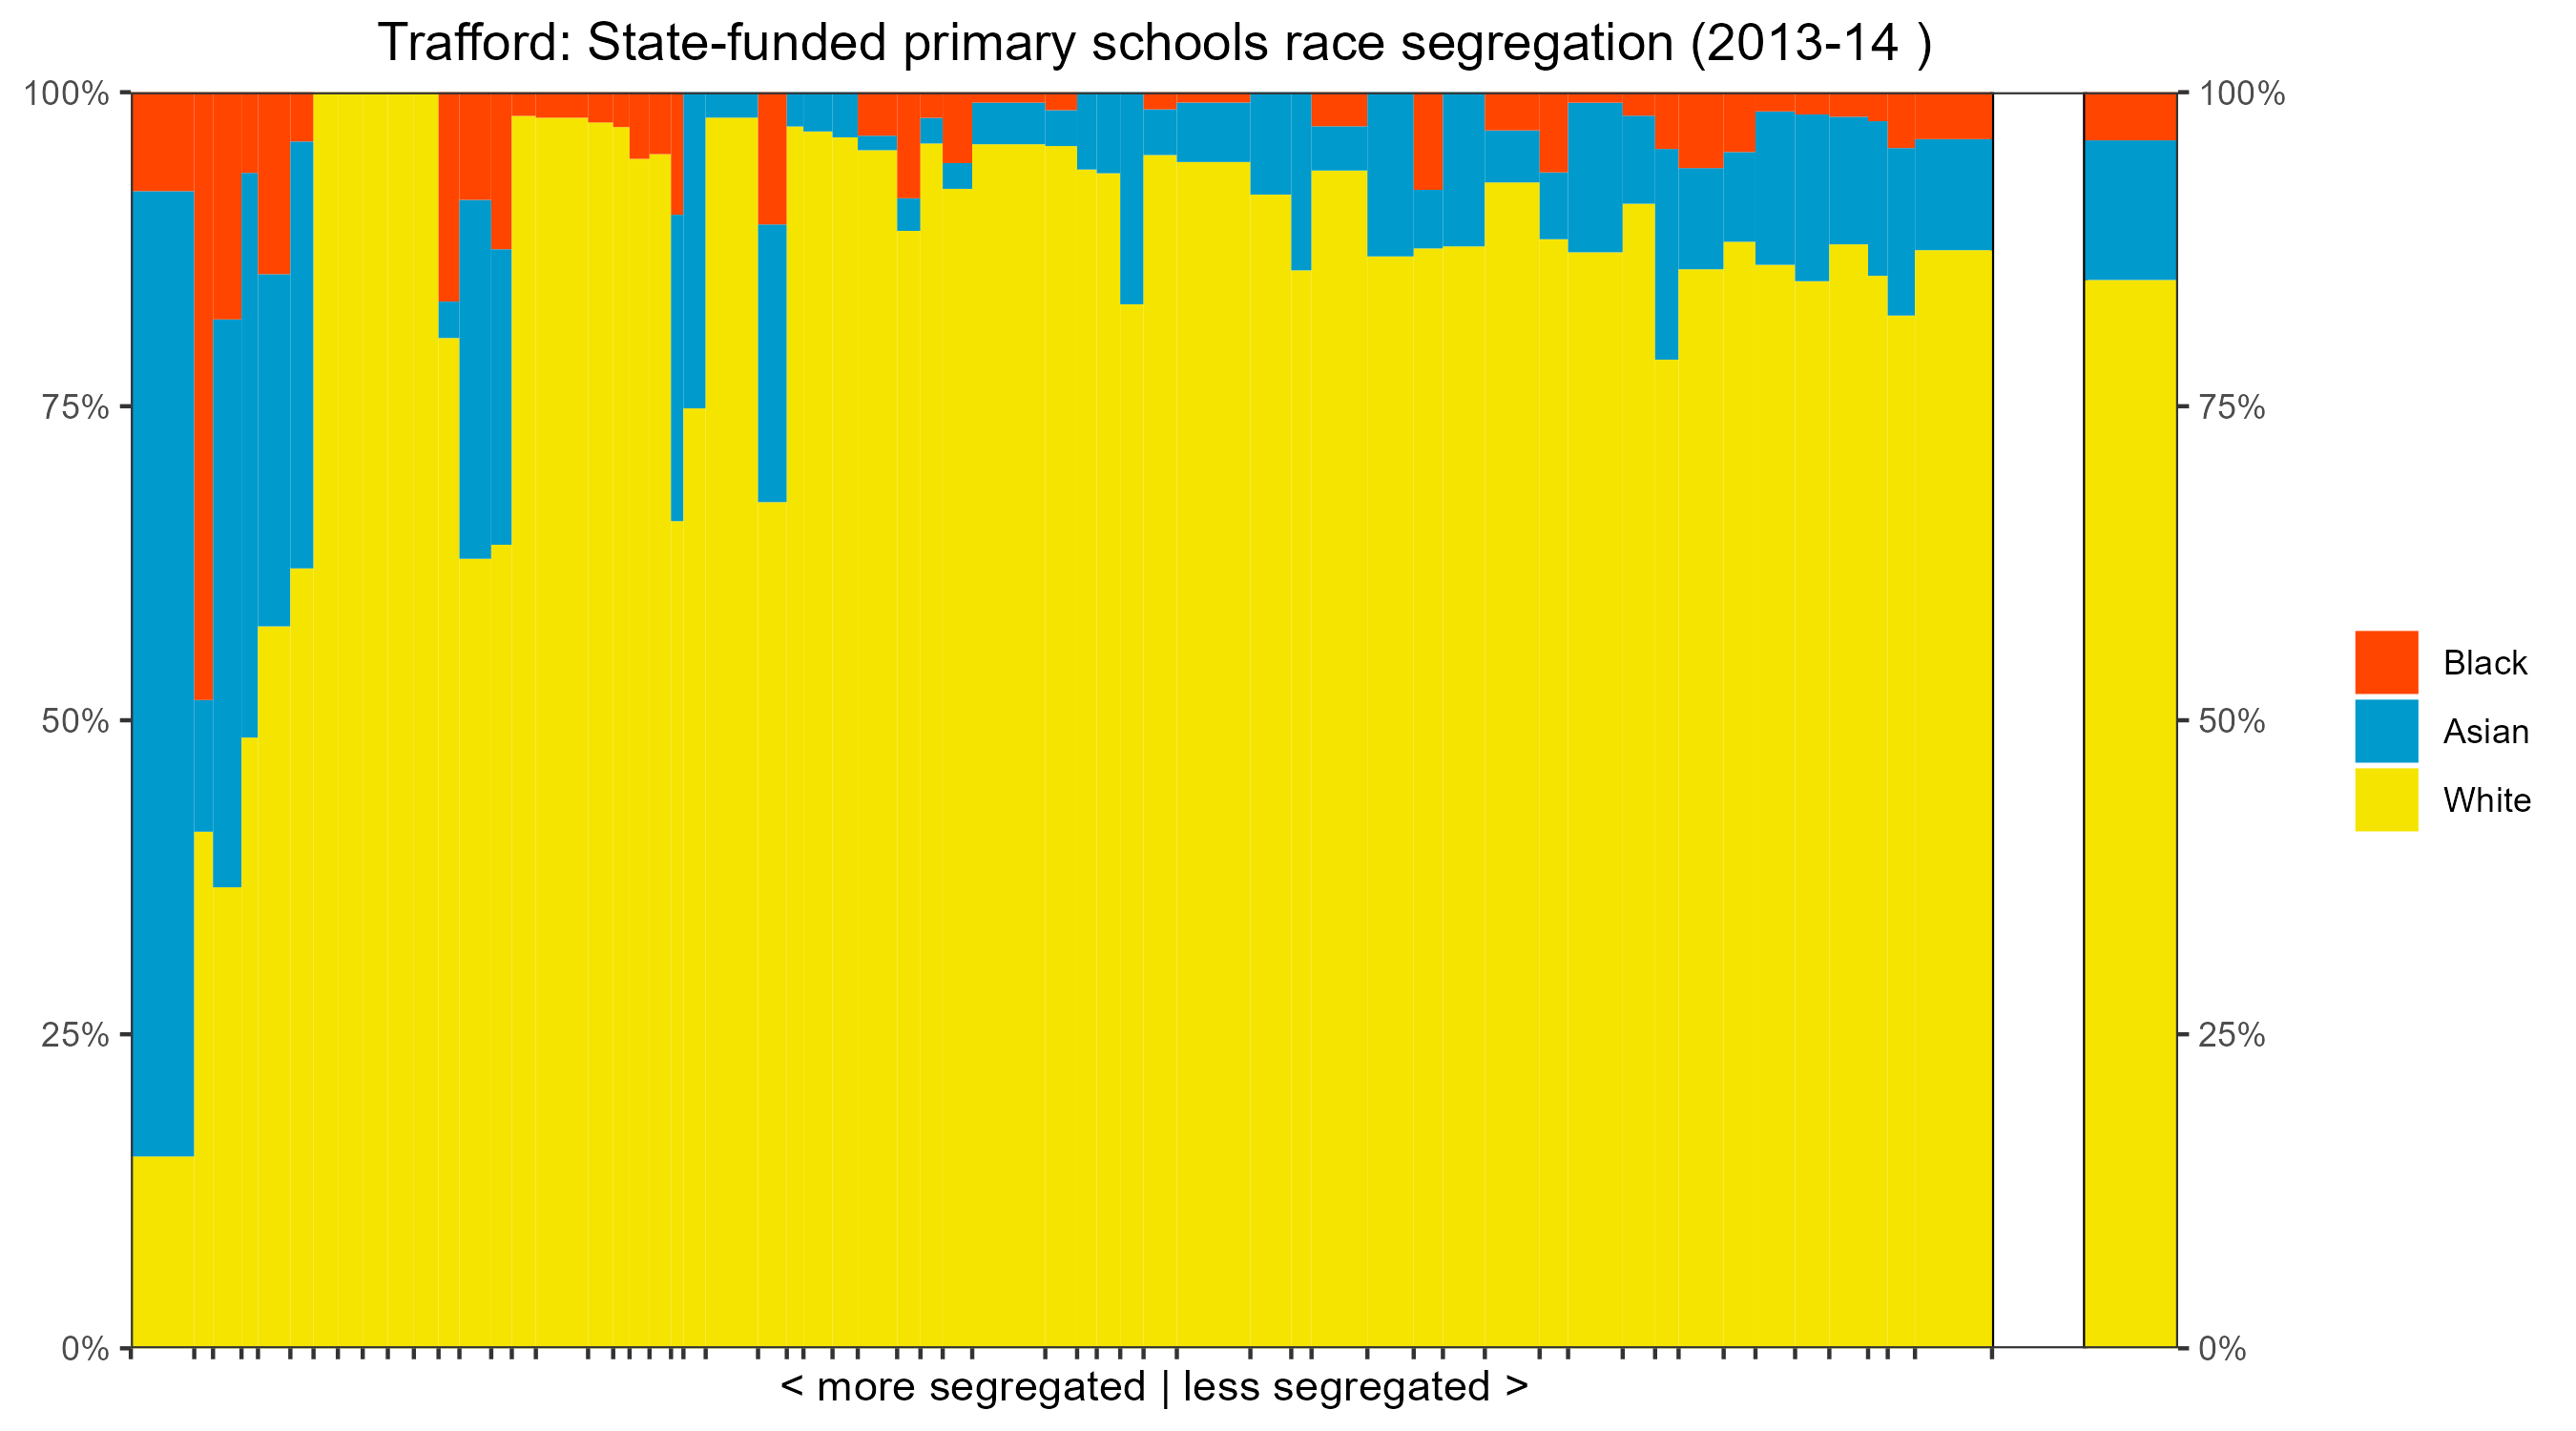 Trafford: State-funded primary schools race segregation (2013-14 )
100%
100%
75%
75%
50%
50%
25%
25%
0%
0%
Black
Asian
White
< more segregated | less segregated >